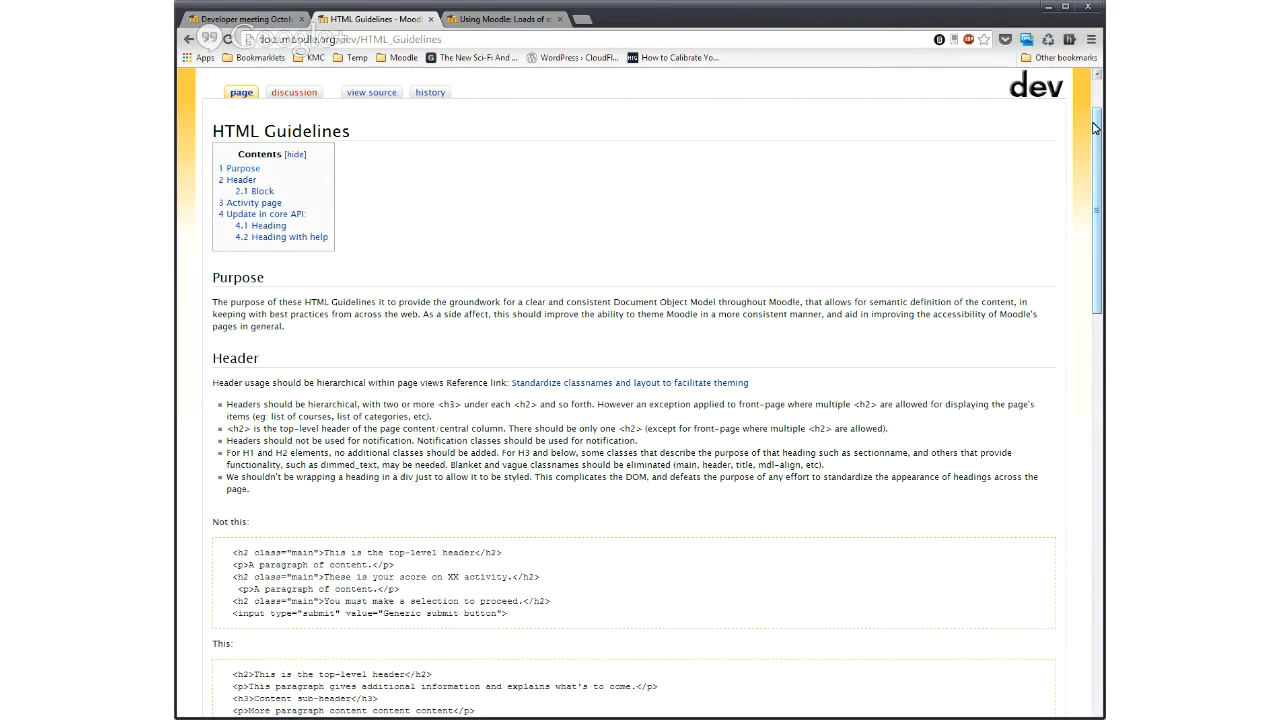 Developer meeting Octob
HTML Guidelines - Mood
Using Moodle: Loads of e
Google+
docs.moodle.org/dev/HTML_Guidelines
Apps Bookmarklets KMC Temp Moodle The New Sci-Fi And ... WordPress › CloudFl... How to Calibrate Yo... Other bookmarks
page discussion view source history
dev
HTML Guidelines
Contents [hide]
1 Purpose
2 Header
2.1 Block
3 Activity page
4 Update in core API:
4.1 Heading
4.2 Heading with help
Purpose
The purpose of these HTML Guidelines it to provide the groundwork for a clear and consistent Document Object Model throughout Moodle, that allows for semantic definition of the content, in
keeping with best practices from across the web. As a side affect, this should improve the ability to theme Moodle in a more consistent manner, and aid in improving the accessibility of Moodle's
pages in general.
Header
Header usage should be hierarchical within page views Reference link: Standardize classnames and layout to facilitate theming
Headers should be hierarchical, with two or more <h3> under each <h2> and so forth. However an exception applied to front-page where multiple <h2> are allowed for displaying the page's
items (eg: list of courses, list of categories, etc).
<h2> is the top-level header of the page content/central column. There should be only one <h2> (except for front-page where multiple <h2> are allowed).
Headers should not be used for notification. Notification classes should be used for notification.
For H1 and H2 elements, no additional classes should be added. For H3 and below, some classes that describe the purpose of that heading such as sectionname, and others that provide
functionality, such as dimmed_text, may be needed. Blanket and vague classnames should be eliminated (main, header, title, mdl-align, etc).
We shouldn't be wrapping a heading in a div just to allow it to be styled. This complicates the DOM, and defeats the purpose of any effort to standardize the appearance of headings across the
page.
Not this:
<h2 class="main">This is the top-level header</h2>
<p>A paragraph of content.</p>
<h2 class="main">These is your score on XX activity.</h2>
<p>A paragraph of content.</p>
<h2 class="main">You must make a selection to proceed.</h2>
<input type="submit" value="Generic submit button">
This:
<h2>This is the top-level header</h2>
<p>This paragraph gives additional information and explains what's to come.</p>
<h3>Content sub-header</h3>
<p>More paragraph content content content</p>